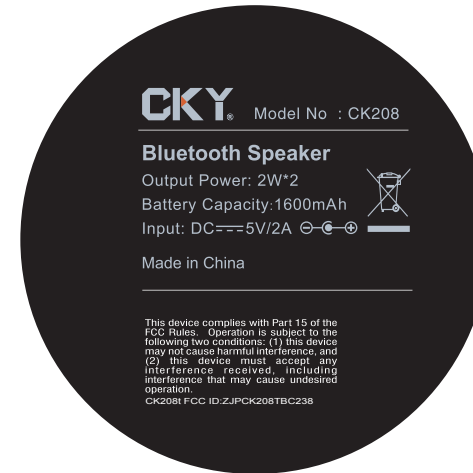 CKY® Model No : CK208
Bluetooth Speaker
Output Power: 2W*2
Battery Capacity:1600mAh
Input: DC⎓5V/2A ⊖-©-⊕
Made in China
This device complies with Part 15 of the
FCC Rules. Operation is subject to the
following two conditions: (1) this device
may not cause harmful interference, and
(2) this device must accept any
interference received, including
interference that may cause undesired
operation.
CK208t FCC ID:ZJPCK208TBC238